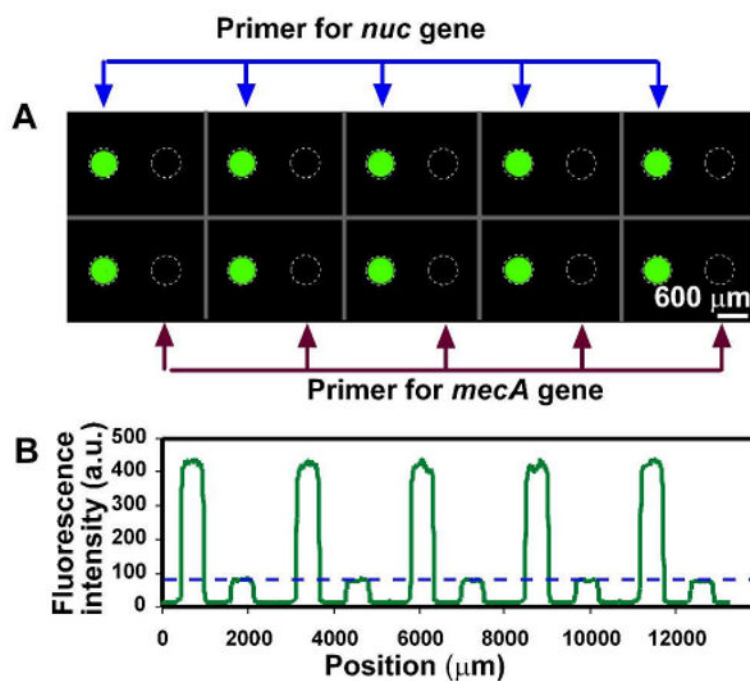 Primer for nuc gene
A
600 μm
Primer for mecA gene
B
Fluorescence
intensity (a.u.)
500
400
300
200
100
0
0 2000 4000 6000 8000 10000 12000
Position (μm)